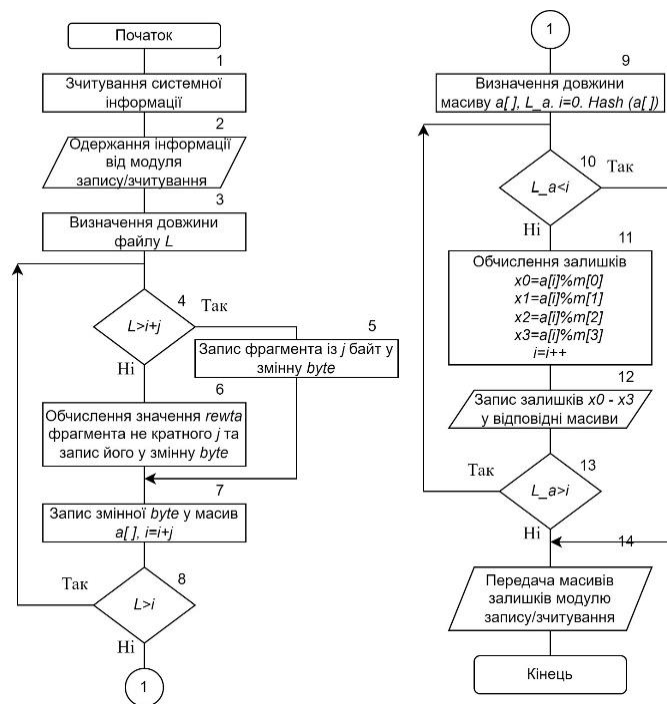 Початок
1
Зчитування системної
інформації
2
Одержання інформації
від модуля
запису/зчитування
3
Визначення довжини
файлу L
4
Так
L>i+j
Ні
5
Запис фрагмента із j байт у
змінну byte
6
Обчислення значення rewta
фрагмента не кратного j та
запис його у змінну byte
7
Запис змінної byte у масив
a[ ], i=i+j
8
Так
L>i
Ні
1
1
9
Визначення довжини
масиву a[ ], L_a. i=0. Hash (a[ ])
10
Так
L_a<i
Ні
11
Обчислення залишків
x0=a[i]%m[0]
x1=a[i]%m[1]
x2=a[i]%m[2]
x3=a[i]%m[3]
i=i++
12
Запис залишків x0 - x3
у відповідні масиви
13
Так
L_a>i
Ні
14
Передача масивів
залишків модулю
запису/зчитування
Кінець